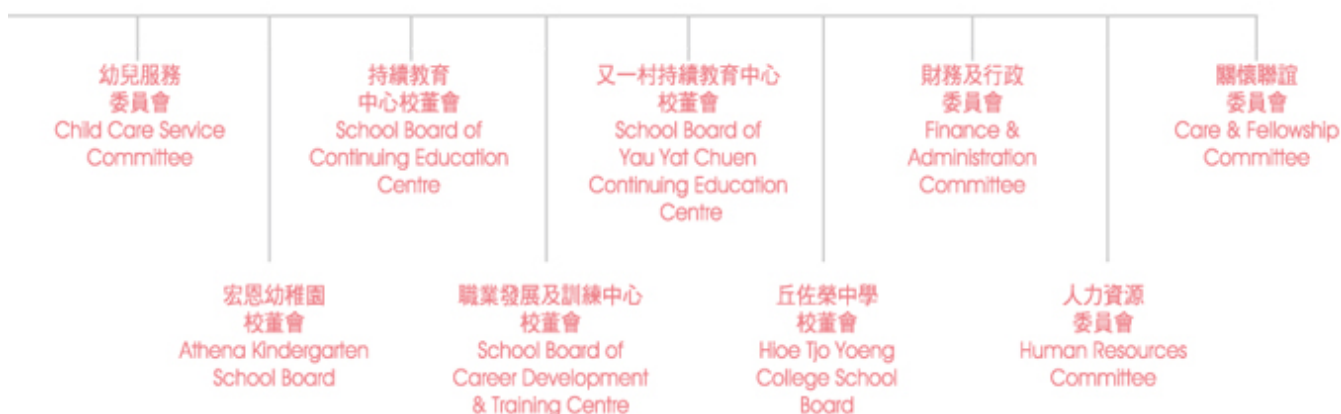 幼兒服務
委員會
Child Care Service
Committee
持續教育
中心校董會
School Board of
Continuing Education
Centre
又一村持續教育中心
校董會
School Board of
Yau Yat Chuen
Continuing Education
Centre
財務及行政
委員會
Finance &
Administration
Committee
關懷聯誼
委員會
Care & Fellowship
Committee
宏恩幼稚園
校董會
Athena Kindergarten
School Board
職業發展及訓練中心
校董會
School Board of
Career Development
& Training Centre
丘佐榮中學
校董會
Hioe Tjo Yoeng
College School
Board
人力資源
委員會
Human Resources
Committee